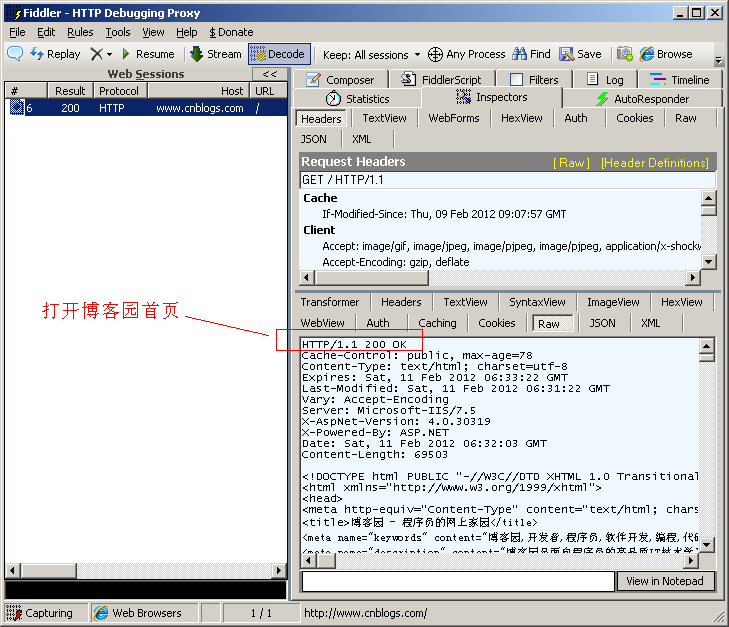 Fiddler - HTTP Debugging Proxy
File Edit Rules Tools View Help $ Donate
Replay Resume Stream Decode Keep: All sessions Any Process Find Save Browse
Web Sessions <<
# Result Protocol Host URL
6 200 HTTP www.cnblogs.com /
Composer FiddlerScript Filters Log Timeline
Statistics Inspectors AutoResponder
Headers TextView WebForms HexView Auth Cookies Raw
JSON XML
Request Headers [ Raw ] [Header Definitions]
GET / HTTP/1.1
Cache
If-Modified-Since: Thu, 09 Feb 2012 09:07:57 GMT
Client
Accept: image/gif, image/jpeg, image/pjpeg, image/pjpeg, application/x-shockw
Accept-Encoding: gzip, deflate
Transformer Headers TextView SyntaxView ImageView HexView
WebView Auth Caching Cookies Raw JSON XML
打开博客园首页
HTTP/1.1 200 OK
Cache-Control: public, max-age=78
Content-Type: text/html; charset=utf-8
Expires: Sat, 11 Feb 2012 06:33:22 GMT
Last-Modified: Sat, 11 Feb 2012 06:31:22 GMT
Vary: Accept-Encoding
Server: Microsoft-IIS/7.5
X-AspNet-Version: 4.0.30319
X-Powered-By: ASP.NET
Date: Sat, 11 Feb 2012 06:32:03 GMT
Content-Length: 69503
<!DOCTYPE html PUBLIC "-//W3C//DTD XHTML 1.0 Transitional
<html xmlns="http://www.w3.org/1999/xhtml">
<head>
<meta http-equiv="Content-Type" content="text/html; chars
<title>博客园 - 程序员的网上家园</title>
<meta name="keywords" content="博客园,开发者,程序员,软件开发,编程,代码
<meta name="description" content="博客园是面向程序员的高品质IT技术学习
View in Notepad
Capturing Web Browsers 1 / 1 http://www.cnblogs.com/